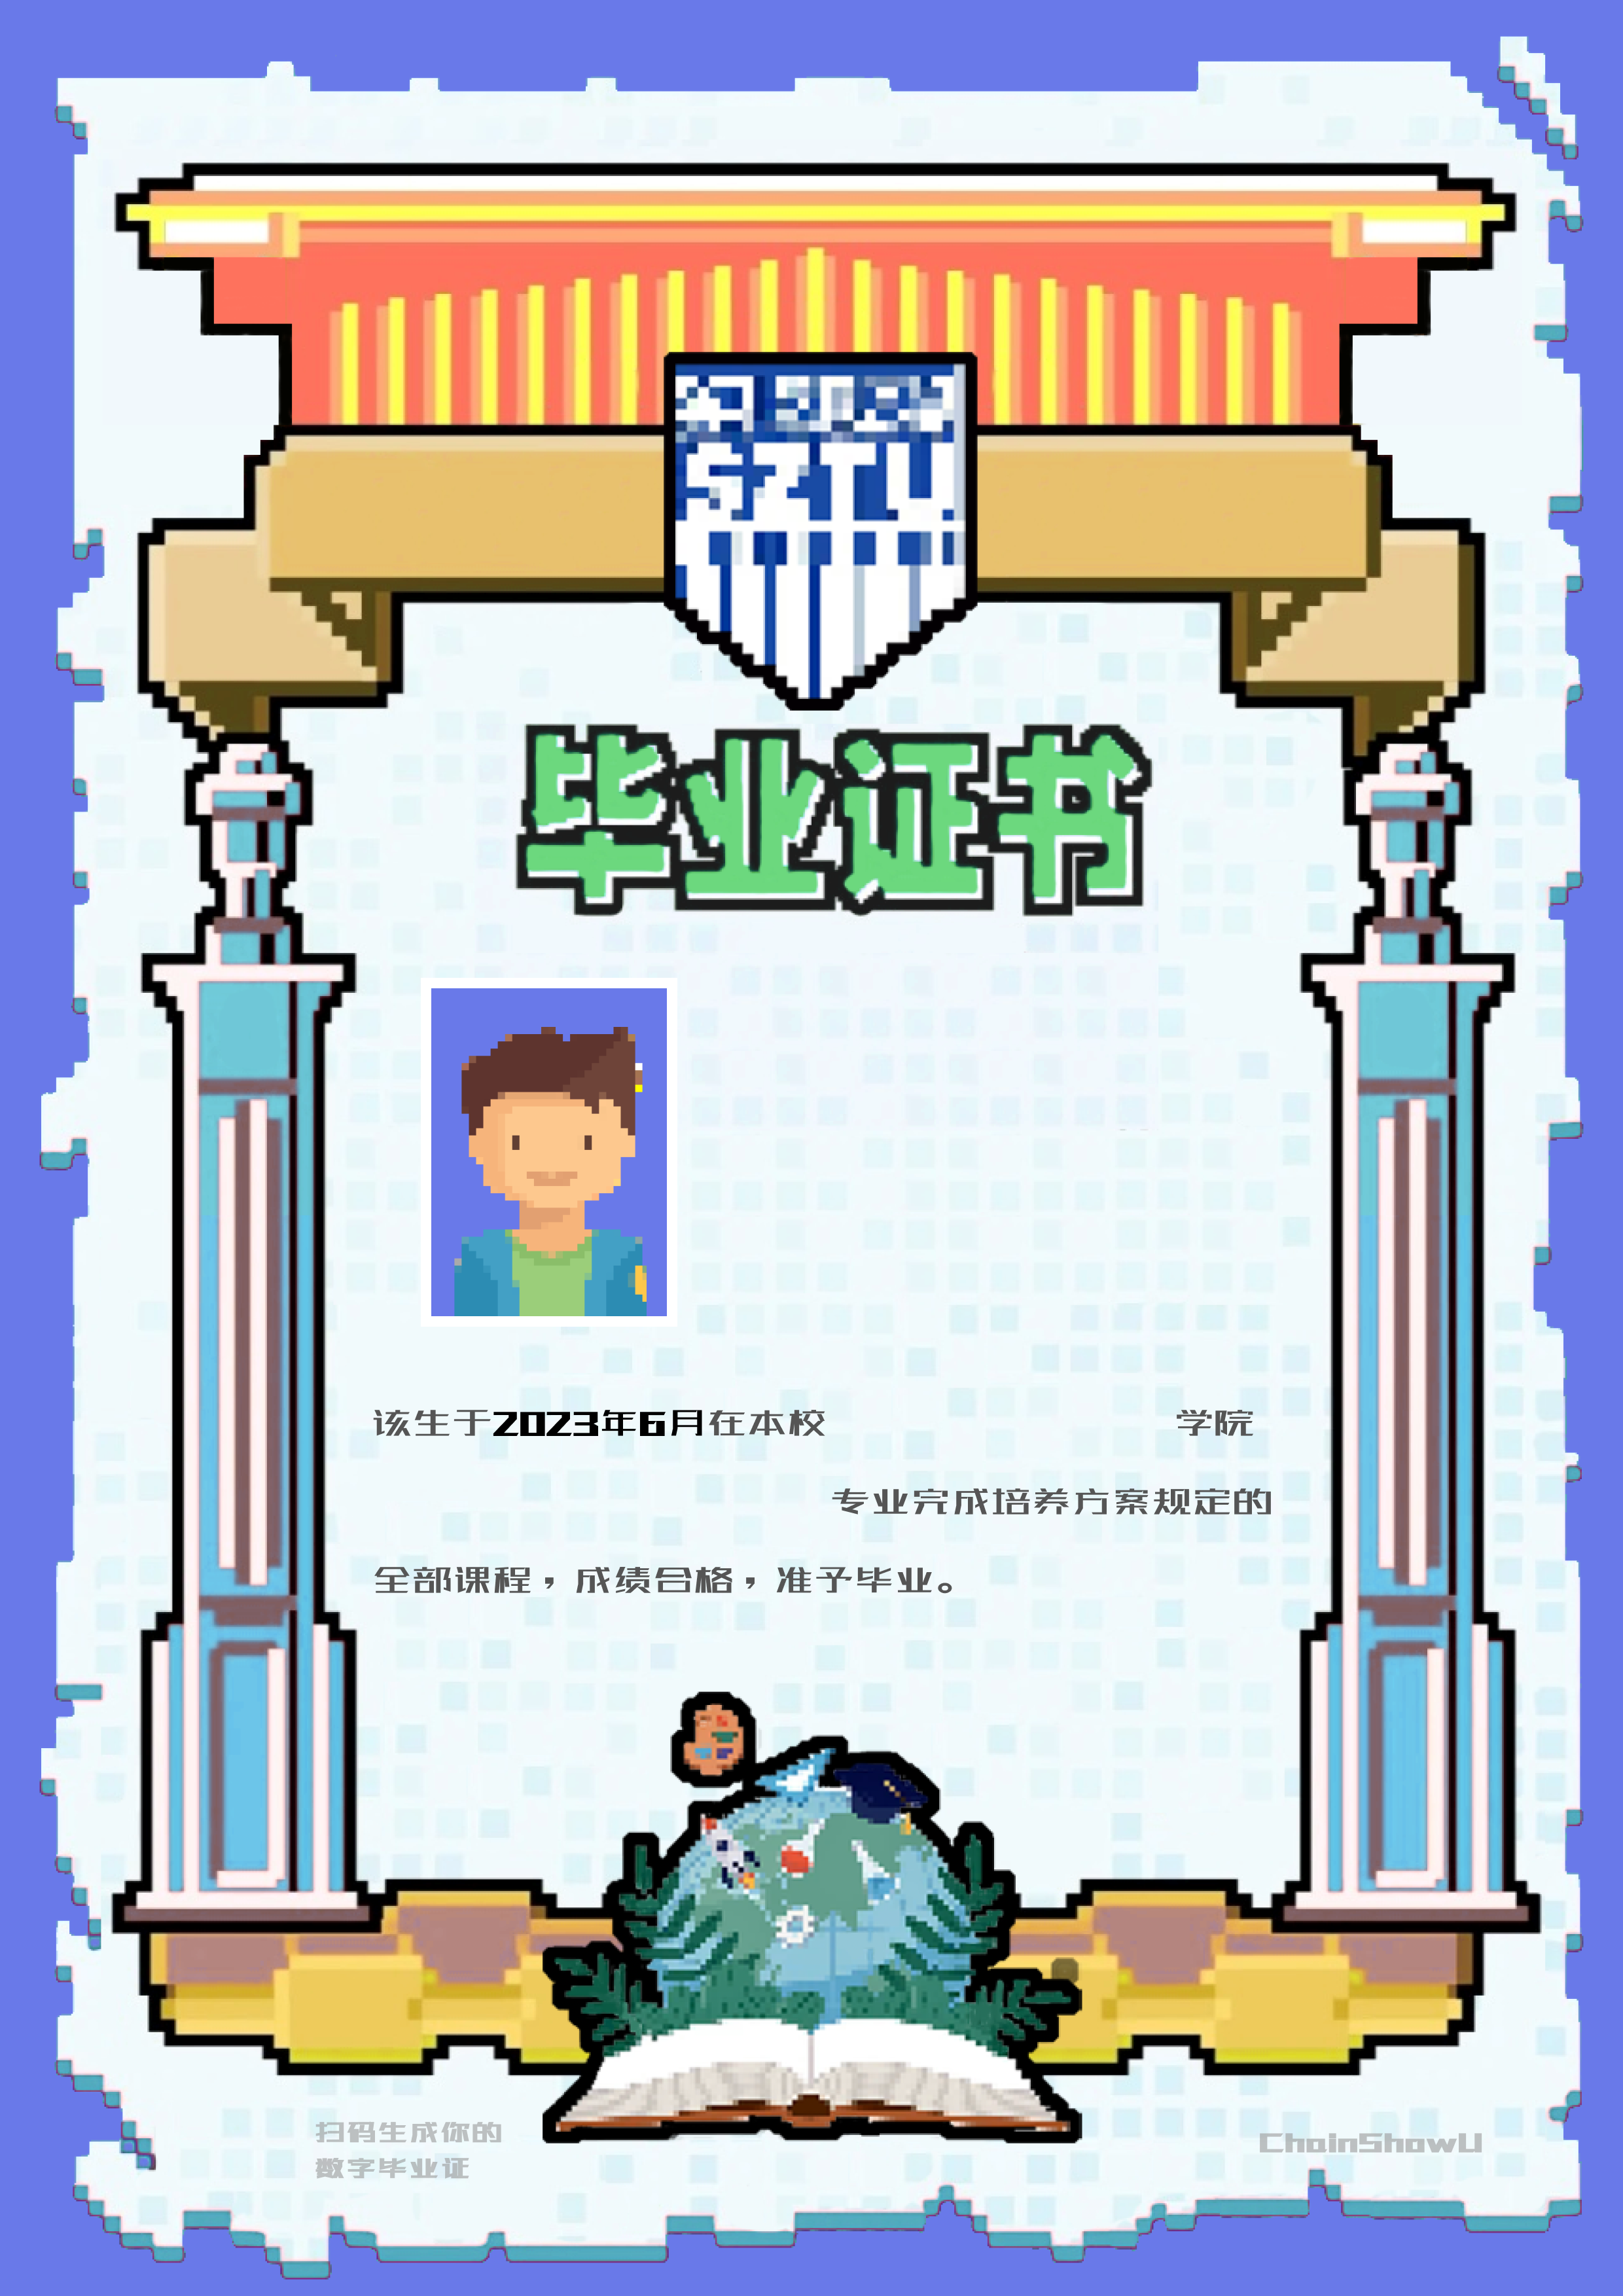 SZTU
毕业证书
该生于2023年6月在本校 学院
专业完成培养方案规定的
全部课程，成绩合格，准予毕业。
扫码生成你的
数字毕业证
ChainShowU